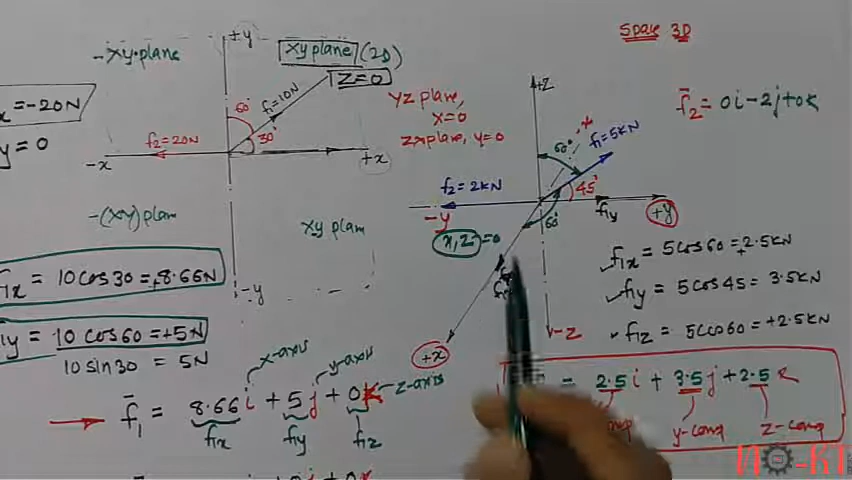 -xy.plane
+y
xy plane (2D)
Z=0
x = -20N
y = 0
60°
f1=10N
30°
f2=20N
-x
+x
-(xy) plan
xy plam
-y
f1x = 10cos30 = +8.66N
f1y = 10cos60 = +5N
10sin30 = 5N
x-axis
y-axis
z-axis
f̄1 = 8.66i + 5j + 0k
f1x
f1y
f1z
Yz plane,
x=0
zx plane, y=0
Space 3D
+z
f̄2 = 0i-2j+0k
60°
f1=5KN
45°
f2=2KN
-y
f1y
+y
x,z=0
60°
+x
-z
f1x = 5cos60 = +2.5KN
f1y = 5cos45 = 3.5KN
f1z = 5cos60 = +2.5KN
= 2.5i + 3.5j + 2.5k
y-comp
z-comp